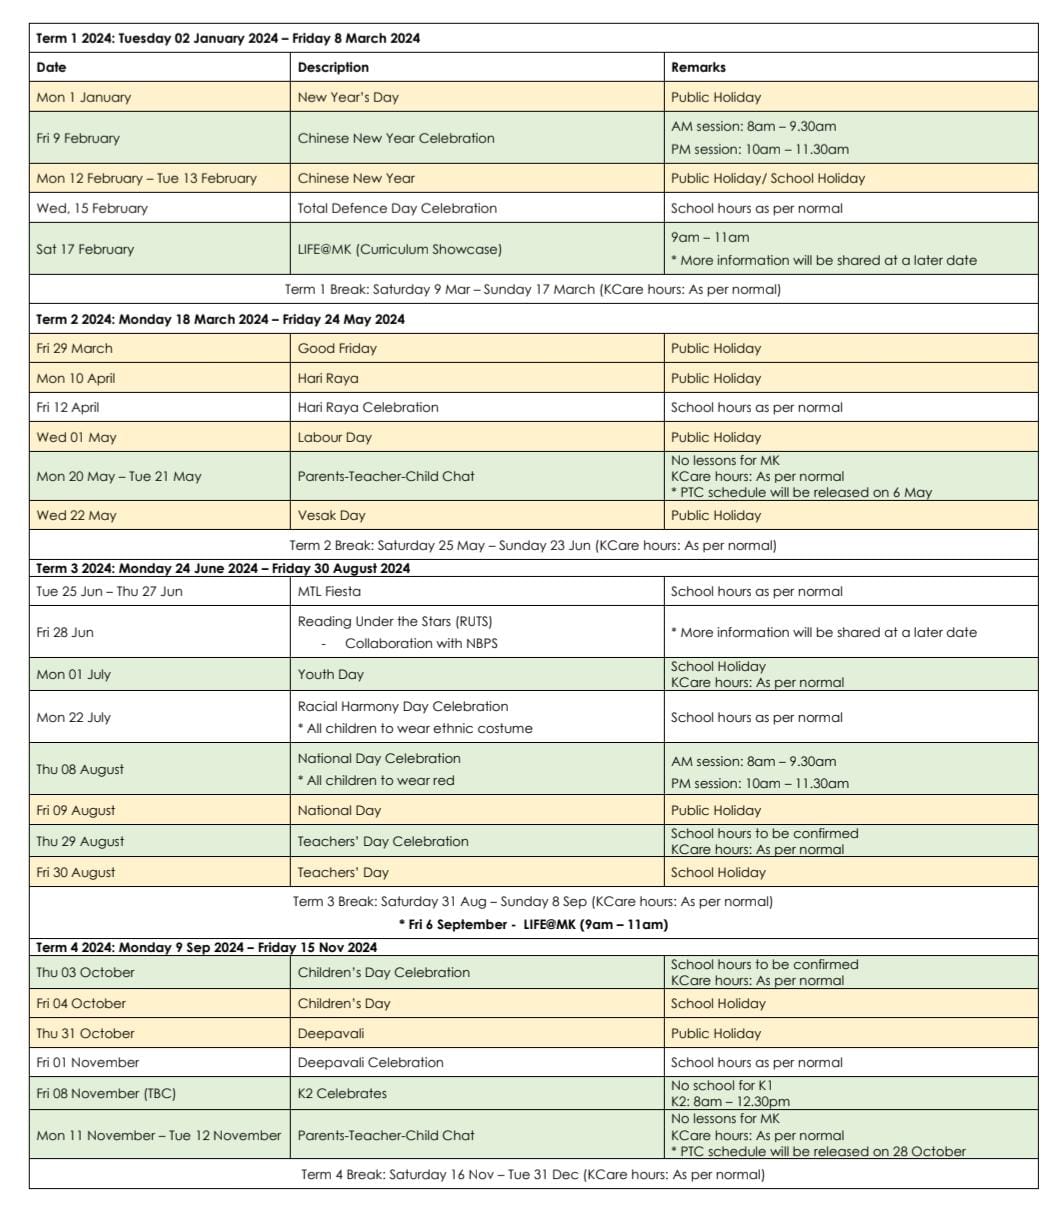 Term 1 2024: Tuesday 02 January 2024 – Friday 8 March 2024
Date Description Remarks
Mon 1 January New Year’s Day Public Holiday
Fri 9 February Chinese New Year Celebration AM session: 8am – 9.30am
PM session: 10am – 11.30am
Mon 12 February – Tue 13 February Chinese New Year Public Holiday/ School Holiday
Wed, 15 February Total Defence Day Celebration School hours as per normal
Sat 17 February LIFE@MK (Curriculum Showcase) 9am – 11am
* More information will be shared at a later date
Term 1 Break: Saturday 9 Mar – Sunday 17 March (KCare hours: As per normal)
Term 2 2024: Monday 18 March 2024 – Friday 24 May 2024
Fri 29 March Good Friday Public Holiday
Mon 10 April Hari Raya Public Holiday
Fri 12 April Hari Raya Celebration School hours as per normal
Wed 01 May Labour Day Public Holiday
Mon 20 May – Tue 21 May Parents-Teacher-Child Chat No lessons for MK
KCare hours: As per normal
* PTC schedule will be released on 6 May
Wed 22 May Vesak Day Public Holiday
Term 2 Break: Saturday 25 May – Sunday 23 Jun (KCare hours: As per normal)
Term 3 2024: Monday 24 June 2024 – Friday 30 August 2024
Tue 25 Jun – Thu 27 Jun MTL Fiesta School hours as per normal
Fri 28 Jun Reading Under the Stars (RUTS)
- Collaboration with NBPS * More information will be shared at a later date
Mon 01 July Youth Day School Holiday
KCare hours: As per normal
Mon 22 July Racial Harmony Day Celebration
* All children to wear ethnic costume School hours as per normal
Thu 08 August National Day Celebration
* All children to wear red AM session: 8am – 9.30am
PM session: 10am – 11.30am
Fri 09 August National Day Public Holiday
Thu 29 August Teachers’ Day Celebration School hours to be confirmed
KCare hours: As per normal
Fri 30 August Teachers’ Day School Holiday
Term 3 Break: Saturday 31 Aug – Sunday 8 Sep (KCare hours: As per normal)
* Fri 6 September - LIFE@MK (9am – 11am)
Term 4 2024: Monday 9 Sep 2024 – Friday 15 Nov 2024
Thu 03 October Children’s Day Celebration School hours to be confirmed
KCare hours: As per normal
Fri 04 October Children’s Day School Holiday
Thu 31 October Deepavali Public Holiday
Fri 01 November Deepavali Celebration School hours as per normal
Fri 08 November (TBC) K2 Celebrates No school for K1
K2: 8am – 12.30pm
Mon 11 November – Tue 12 November Parents-Teacher-Child Chat No lessons for MK
KCare hours: As per normal
* PTC schedule will be released on 28 October
Term 4 Break: Saturday 16 Nov – Tue 31 Dec (KCare hours: As per normal)